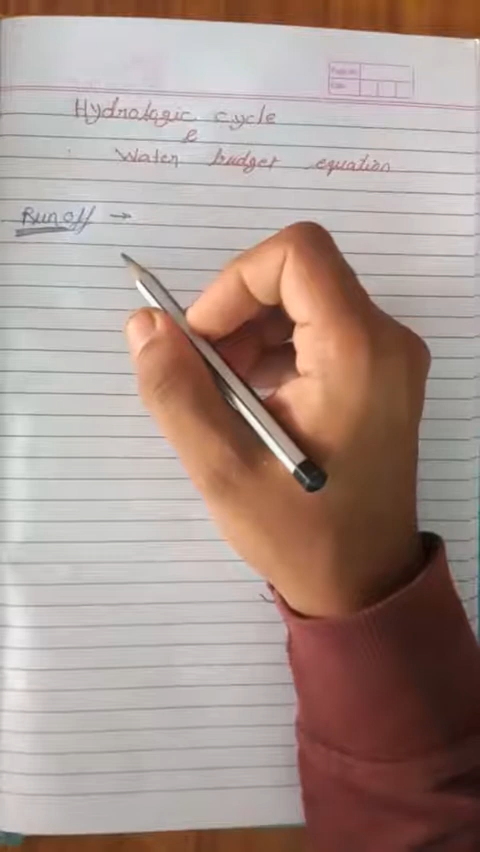 Hydrologic cycle
&
Water budget equation
Runoff →